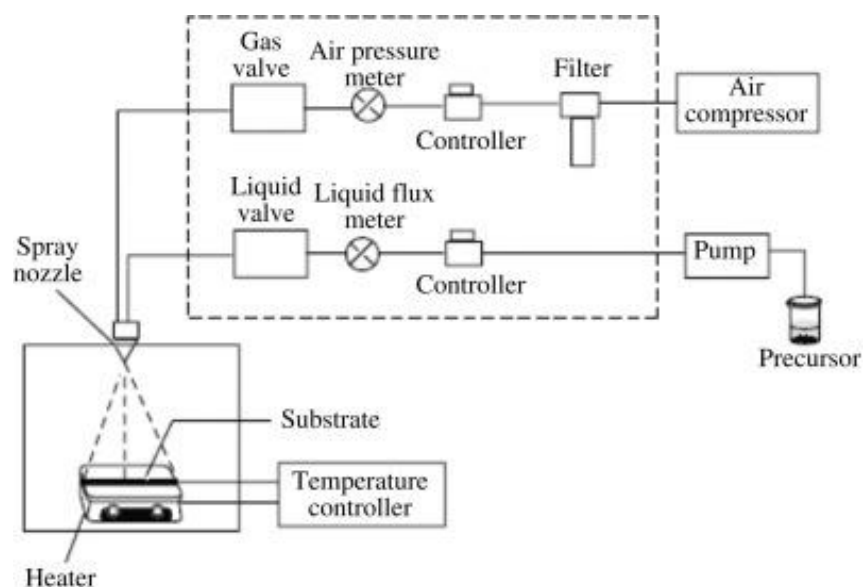 Gas
valve
Air pressure
meter
Controller
Filter
Air
compressor
Liquid
valve
Liquid flux
meter
Controller
Pump
Precursor
Spray
nozzle
Substrate
Temperature
controller
Heater